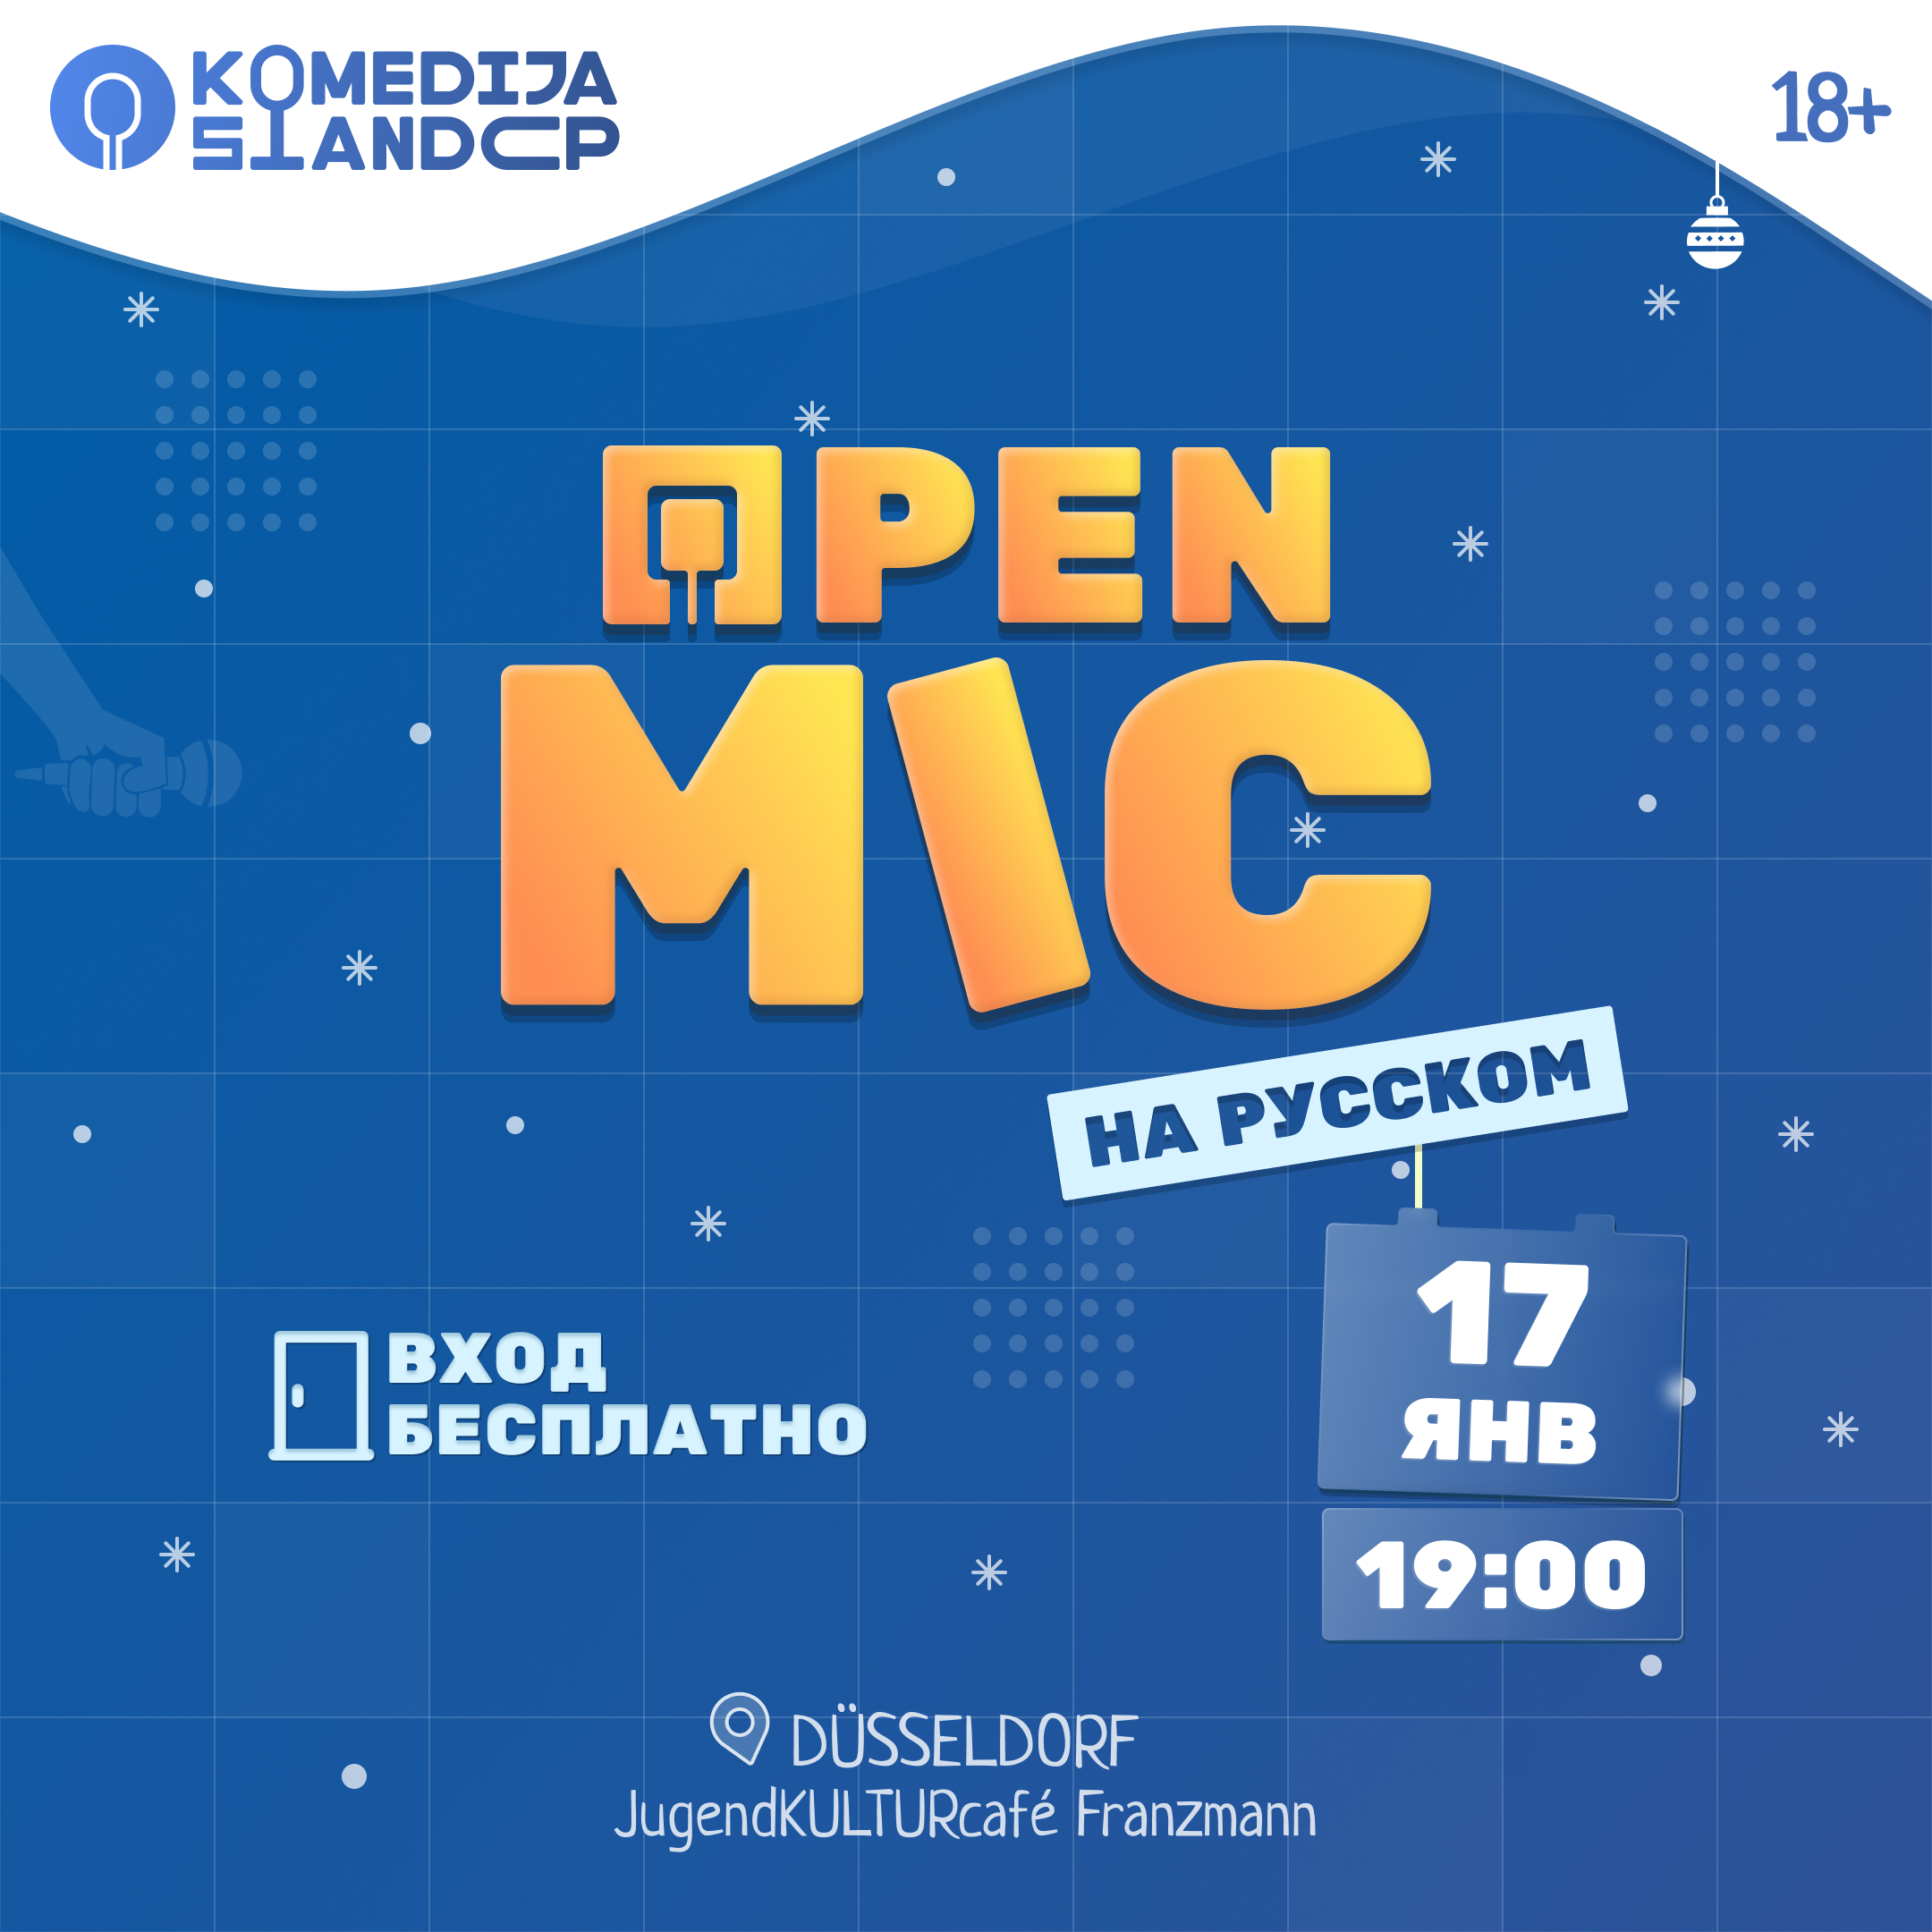 KOMEDIJA
STANDUP
18+
OPEN
MIC
НА РУССКОМ
17
ЯНВ
19:00
ВХОД
БЕСПЛАТНО
DÜSSELDORF
JugendKULTURcafé Franzmann